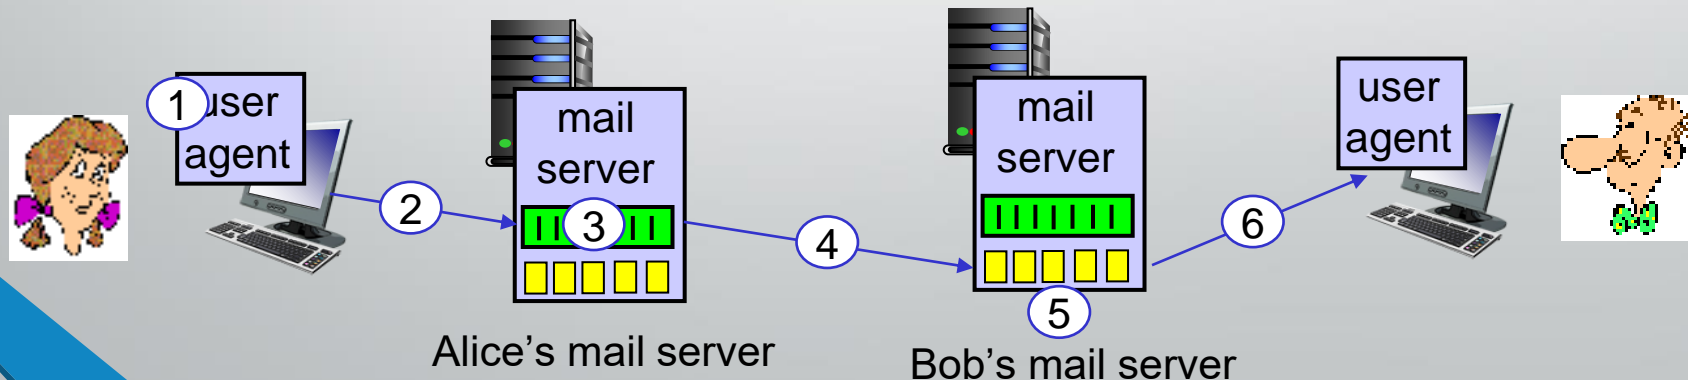 1
user
agent
2
mail
server
3
Alice's mail server
4
mail
server
5
Bob's mail server
6
user
agent